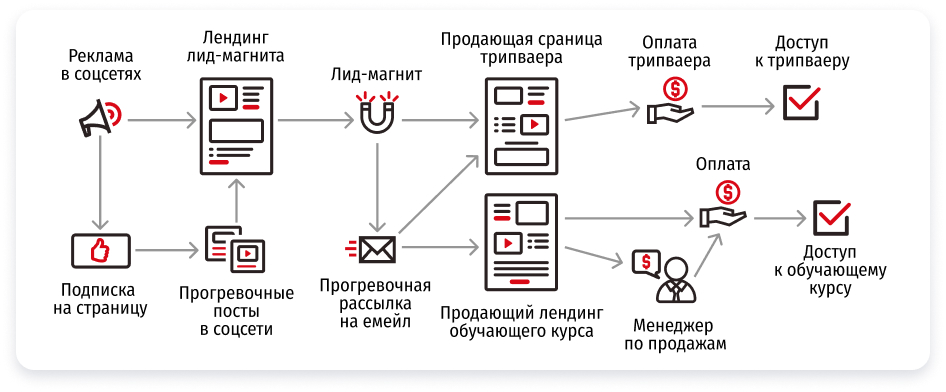 Реклама
в соцсетях
Лендинг
лид-магнита
Лид-магнит
Продающая сраница
трипваера
Оплата
трипваера
Доступ
к трипваеру
Подписка
на страницу
Прогревочные
посты
в соцсети
Прогревочная
рассылка
на емейл
Продающий лендинг
обучающего курса
Менеджер
по продажам
Оплата
Доступ
к обучающему
курсу